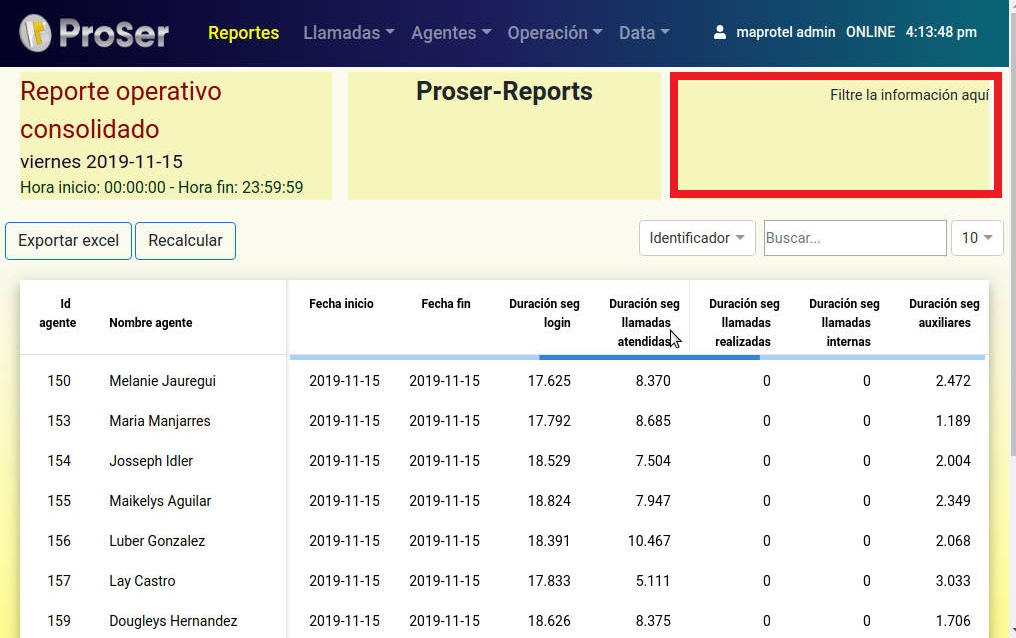 ProSer Reportes Llamadas Agentes Operación Data maprotel admin ONLINE 4:13:48 pm
Reporte operativo
consolidado
viernes 2019-11-15
Hora inicio: 00:00:00 - Hora fin: 23:59:59
Proser-Reports
Filtre la información aquí
Exportar excel Recalcular Identificador Buscar... 10
Id agente Nombre agente Fecha inicio Fecha fin Duración seg login Duración seg llamadas atendidas Duración seg llamadas realizadas Duración seg llamadas internas Duración seg auxiliares
150 Melanie Jauregui 2019-11-15 2019-11-15 17.625 8.370 0 0 2.472
153 Maria Manjarres 2019-11-15 2019-11-15 17.792 8.685 0 0 1.189
154 Josseph Idler 2019-11-15 2019-11-15 18.529 7.504 0 0 2.004
155 Maikelys Aguilar 2019-11-15 2019-11-15 18.824 7.947 0 0 2.349
156 Luber Gonzalez 2019-11-15 2019-11-15 18.391 10.467 0 0 2.068
157 Lay Castro 2019-11-15 2019-11-15 17.833 5.111 0 0 3.033
159 Dougleys Hernandez 2019-11-15 2019-11-15 18.626 8.375 0 0 1.706